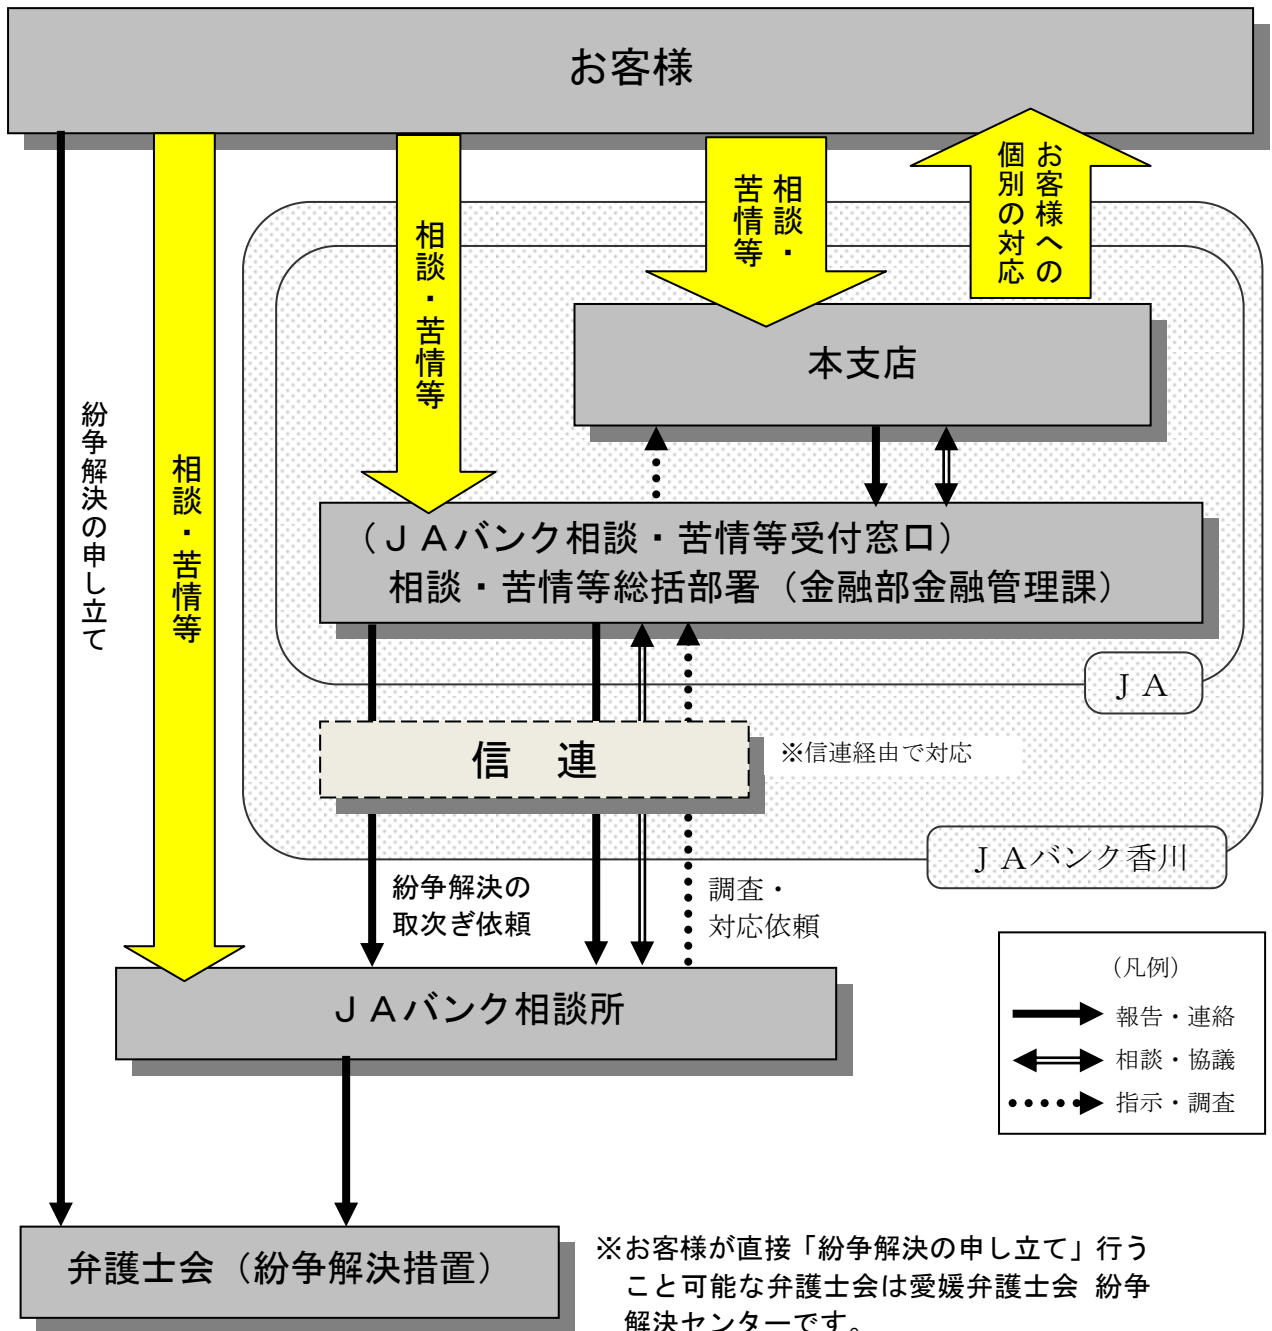 お客様
相談・
苦情等
お客様への
個別の対応
相談・苦情等
本支店
紛争解決の申し立て
相談・苦情等
（ＪＡバンク相談・苦情等受付窓口）
相談・苦情等総括部署（金融部金融管理課）
ＪＡ
信　連
※信連経由で対応
ＪＡバンク香川
紛争解決の
取次ぎ依頼
調査・
対応依頼
ＪＡバンク相談所
（凡例）
報告・連絡
相談・協議
指示・調査
弁護士会（紛争解決措置）
※お客様が直接「紛争解決の申し立て」行う
こと可能な弁護士会は愛媛弁護士会 紛争
解決センターです。